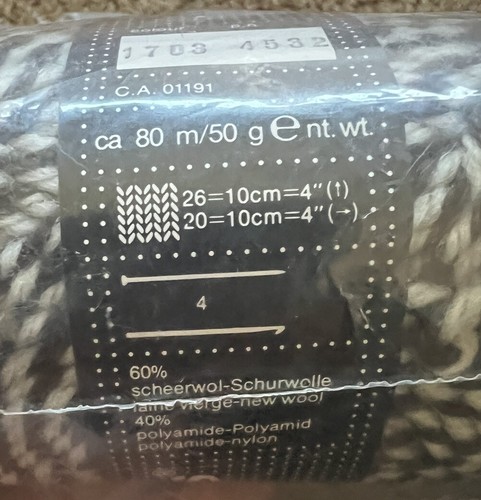 1703 4532
C.A. 01191
ca 80 m/50 g e nt. wt.
26=10cm=4"(↑)
20=10cm=4"(→)
4
60%
scheerwol-Schurwolle
laine vierge-new wool
40%
polyamide-Polyamid
polyamide-nylon